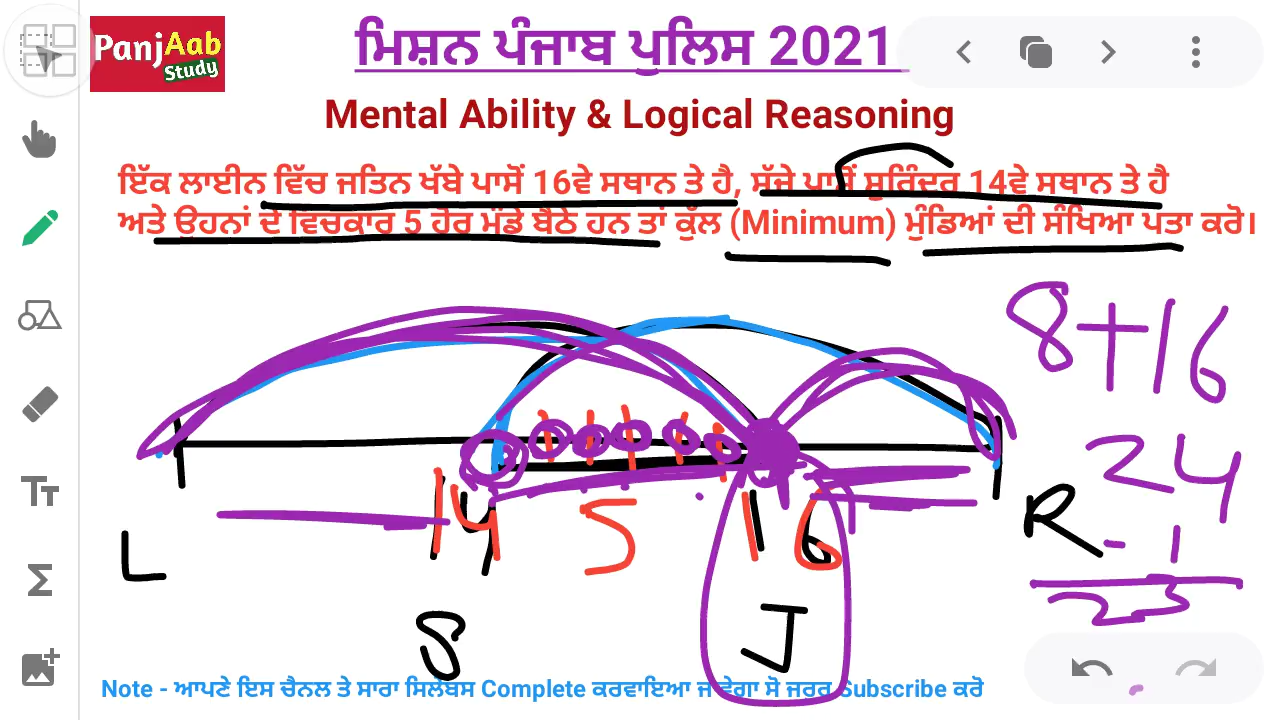 PanjAab
Study
ਮਿਸ਼ਨ ਪੰਜਾਬ ਪੁਲਿਸ 2021
Mental Ability & Logical Reasoning
ਇੱਕ ਲਾਈਨ ਵਿੱਚ ਜਤਿਨ ਖੱਬੇ ਪਾਸੋਂ 16ਵੇ ਸਥਾਨ ਤੇ ਹੈ, ਸੱਜੇ ਪਾਸੋਂ ਸੁਰਿੰਦਰ 14ਵੇ ਸਥਾਨ ਤੇ ਹੈ
ਅਤੇ ਉਹਨਾਂ ਦੇ ਵਿਚਕਾਰ 5 ਹੋਰ ਮੁੰਡੇ ਬੈਠੇ ਹਨ ਤਾਂ ਕੁੱਲ (Minimum) ਮੁੰਡਿਆਂ ਦੀ ਸੰਖਿਆ ਪਤਾ ਕਰੋ।
8+16
24
- 1
23
L 14 5 16 R
S J
Note - ਆਪਣੇ ਇਸ ਚੈਨਲ ਤੇ ਸਾਰਾ ਸਿਲੇਬਸ Complete ਕਰਵਾਇਆ ਜਾਵੇਗਾ ਸੋ ਜਰੂਰ Subscribe ਕਰੋ